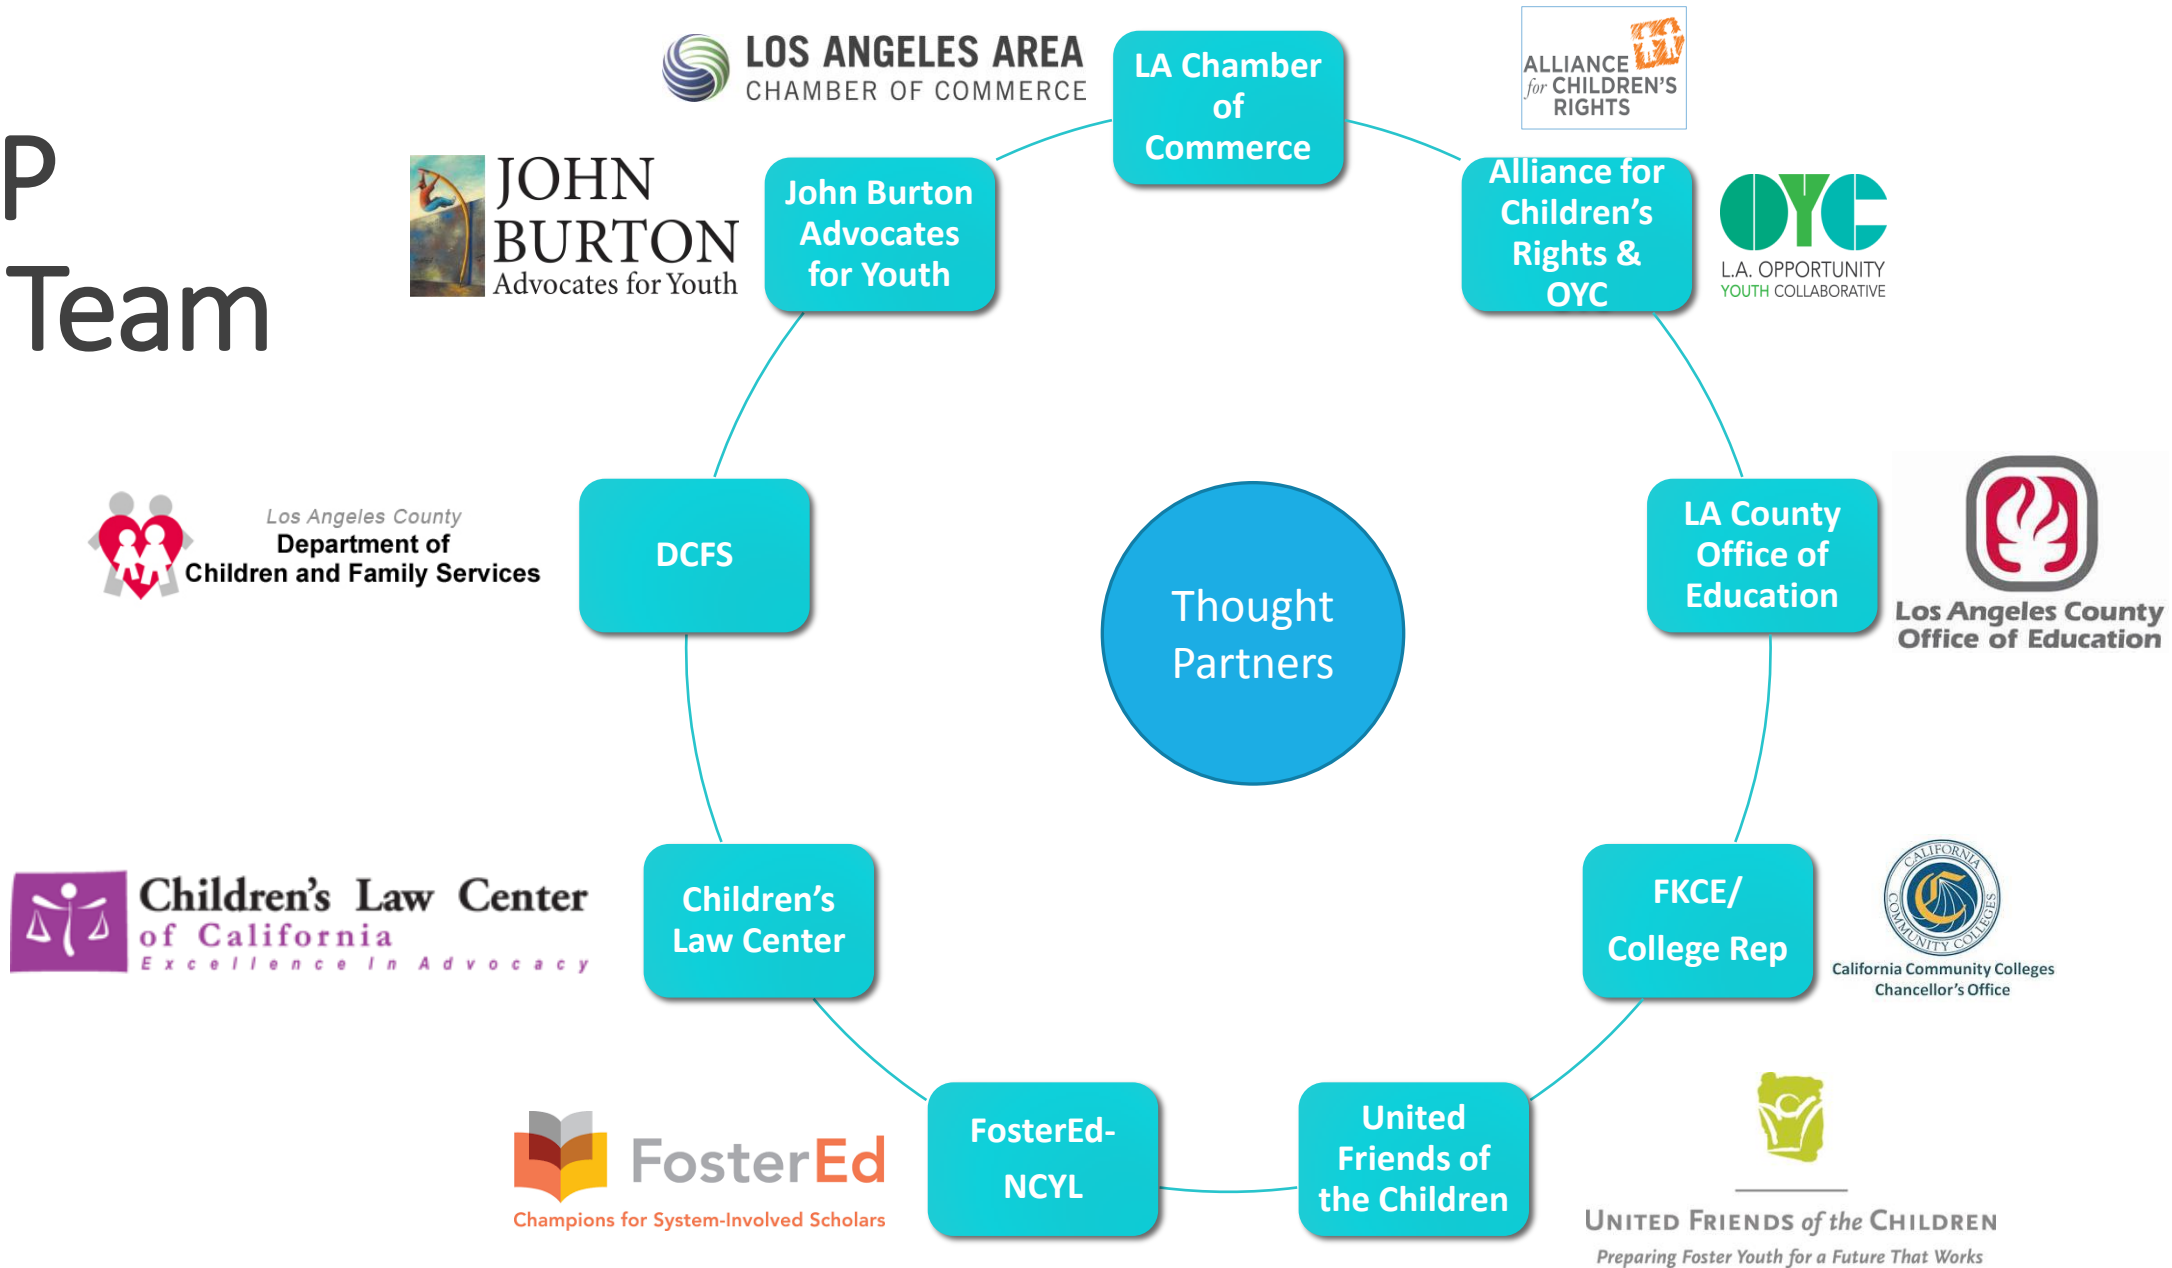 P
Team
LOS ANGELES AREA
CHAMBER OF COMMERCE
LA Chamber
of
Commerce
ALLIANCE
for CHILDREN'S
RIGHTS
JOHN
BURTON
Advocates for Youth
John Burton
Advocates
for Youth
Alliance for
Children’s
Rights &
OYC
OYC
L.A. OPPORTUNITY
YOUTH COLLABORATIVE
Los Angeles County
Department of
Children and Family Services
DCFS
Thought
Partners
LA County
Office of
Education
Los Angeles County
Office of Education
Children's Law Center
of California
Excellence In Advocacy
Children’s
Law Center
FKCE/
College Rep
CALIFORNIA
COMMUNITY COLLEGES
California Community Colleges
Chancellor’s Office
FosterEd
Champions for System-Involved Scholars
FosterEd-
NCYL
United
Friends of
the Children
UNITED FRIENDS of the CHILDREN
Preparing Foster Youth for a Future That Works